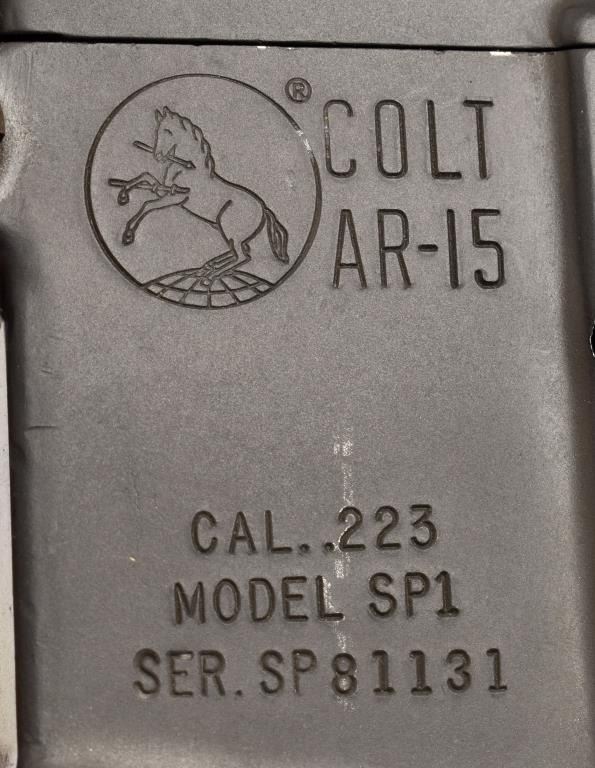 ®
COLT
AR-15
CAL..223
MODEL SP1
SER. SP81131